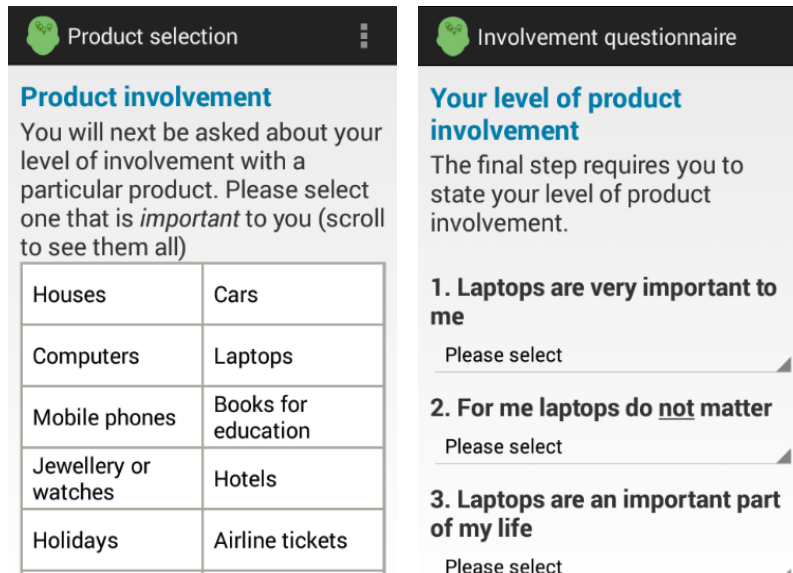 Product selection
Product involvement
You will next be asked about your
level of involvement with a
particular product. Please select
one that is important to you (scroll
to see them all)
Houses
Cars
Computers
Laptops
Mobile phones
Books for
education
Jewellery or
watches
Hotels
Holidays
Airline tickets
Involvement questionnaire
Your level of product
involvement
The final step requires you to
state your level of product
involvement.
1. Laptops are very important to
me
Please select
2. For me laptops do not matter
Please select
3. Laptops are an important part
of my life
Please select